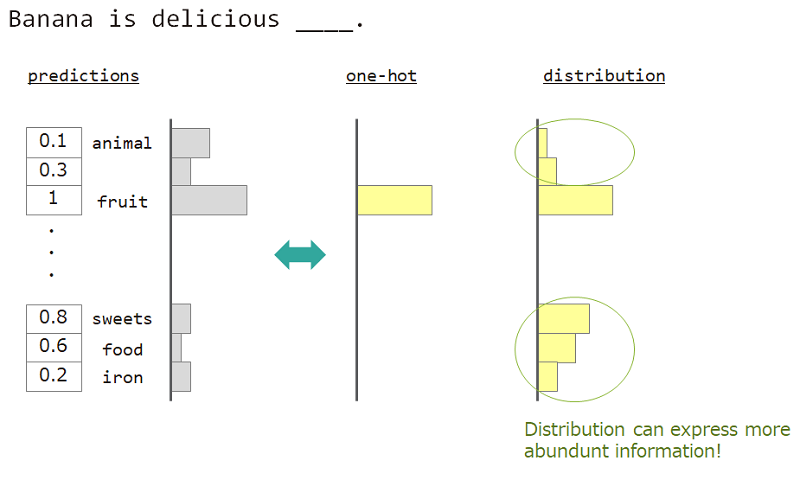 Banana is delicious ____.
predictions one-hot distribution
0.1 animal
0.3
1 fruit
.
.
.
0.8 sweets
0.6 food
0.2 iron
Distribution can express more
abundunt information!